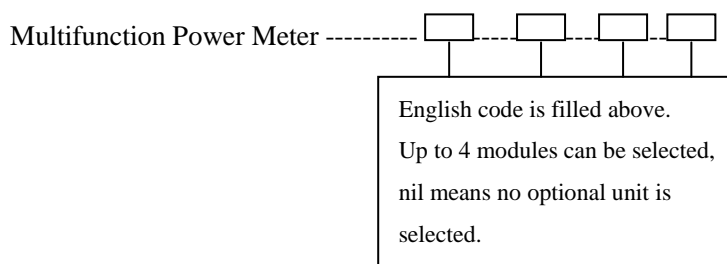 Multifunction Power Meter
English code is filled above.
Up to 4 modules can be selected,
nil means no optional unit is
selected.